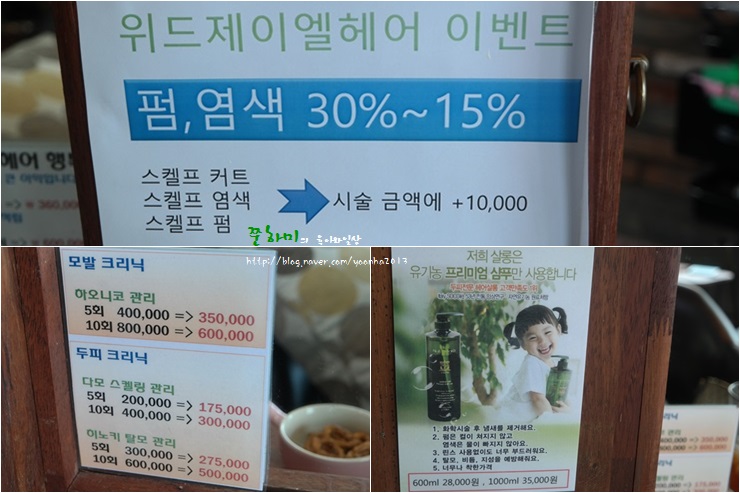 위드제이엘헤어 이벤트
펌,염색 30%~15%
스켈프 커트
스켈프 염색
스켈프 펌
시술 금액에 +10,000
헤어
360,000
쭌하미의
http://blog.naver.com/yoonha2013
모발 크리닉
하오니코 관리
5회 400,000 => 350,000
10회 800,000 => 600,000
두피 크리닉
다모 스켈링 관리
5회 200,000 => 175,000
10회 400,000 => 300,000
히노키 탈모 관리
5회 300,000 => 275,000
10회 600,000 => 500,000
저희 살롱은
유기농 프리미엄 샴푸만 사용합니다
1. 화학시술 후 냄새를 제거해요.
2. 펌은 컬이 쳐지지 않고
염색은 물이 빠지지 않아요.
3. 린스 사용없이도 너무 부드러워요.
4. 탈모, 비듬, 지성을 예방해줘요.
5. 너무나 착한가격
600ml 28,000원 , 1000ml 35,000원